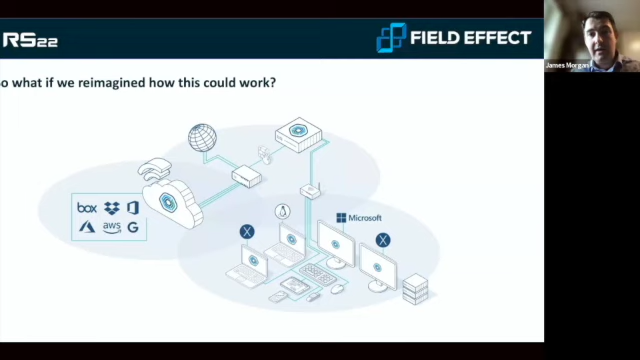 RS22
FIELD EFFECT
o what if we reimagined how this could work?
Microsoft
box
aws
G
X
X
X
James Morgan